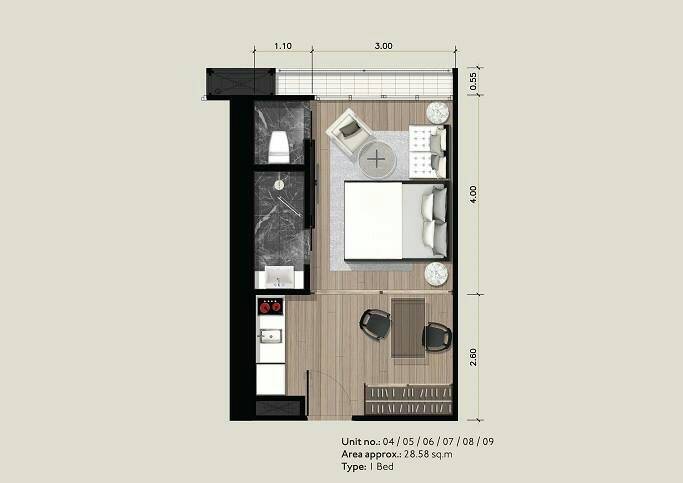 1.10
3.00
0.55
4.00
2.60
Unit no.: 04 / 05 / 06 / 07 / 08 / 09
Area approx.: 28.58 sq.m
Type: 1 Bed